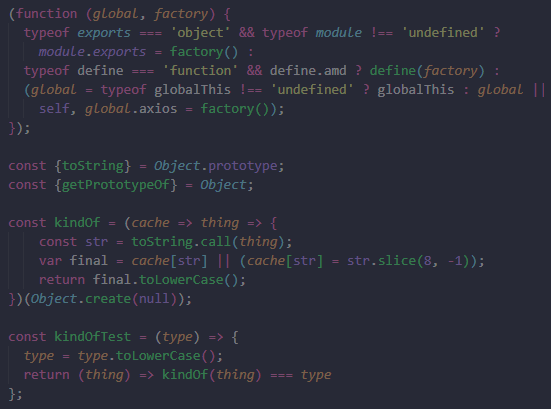 (function (global, factory) {
  typeof exports === 'object' && typeof module !== 'undefined' ?
    module.exports = factory() :
  typeof define === 'function' && define.amd ? define(factory) :
  (global = typeof globalThis !== 'undefined' ? globalThis : global ||
    self, global.axios = factory());
});

const {toString} = Object.prototype;
const {getPrototypeOf} = Object;

const kindOf = (cache => thing => {
    const str = toString.call(thing);
    var final = cache[str] || (cache[str] = str.slice(8, -1));
    return final.toLowerCase();
})(Object.create(null));

const kindOfTest = (type) => {
  type = type.toLowerCase();
  return (thing) => kindOf(thing) === type
};